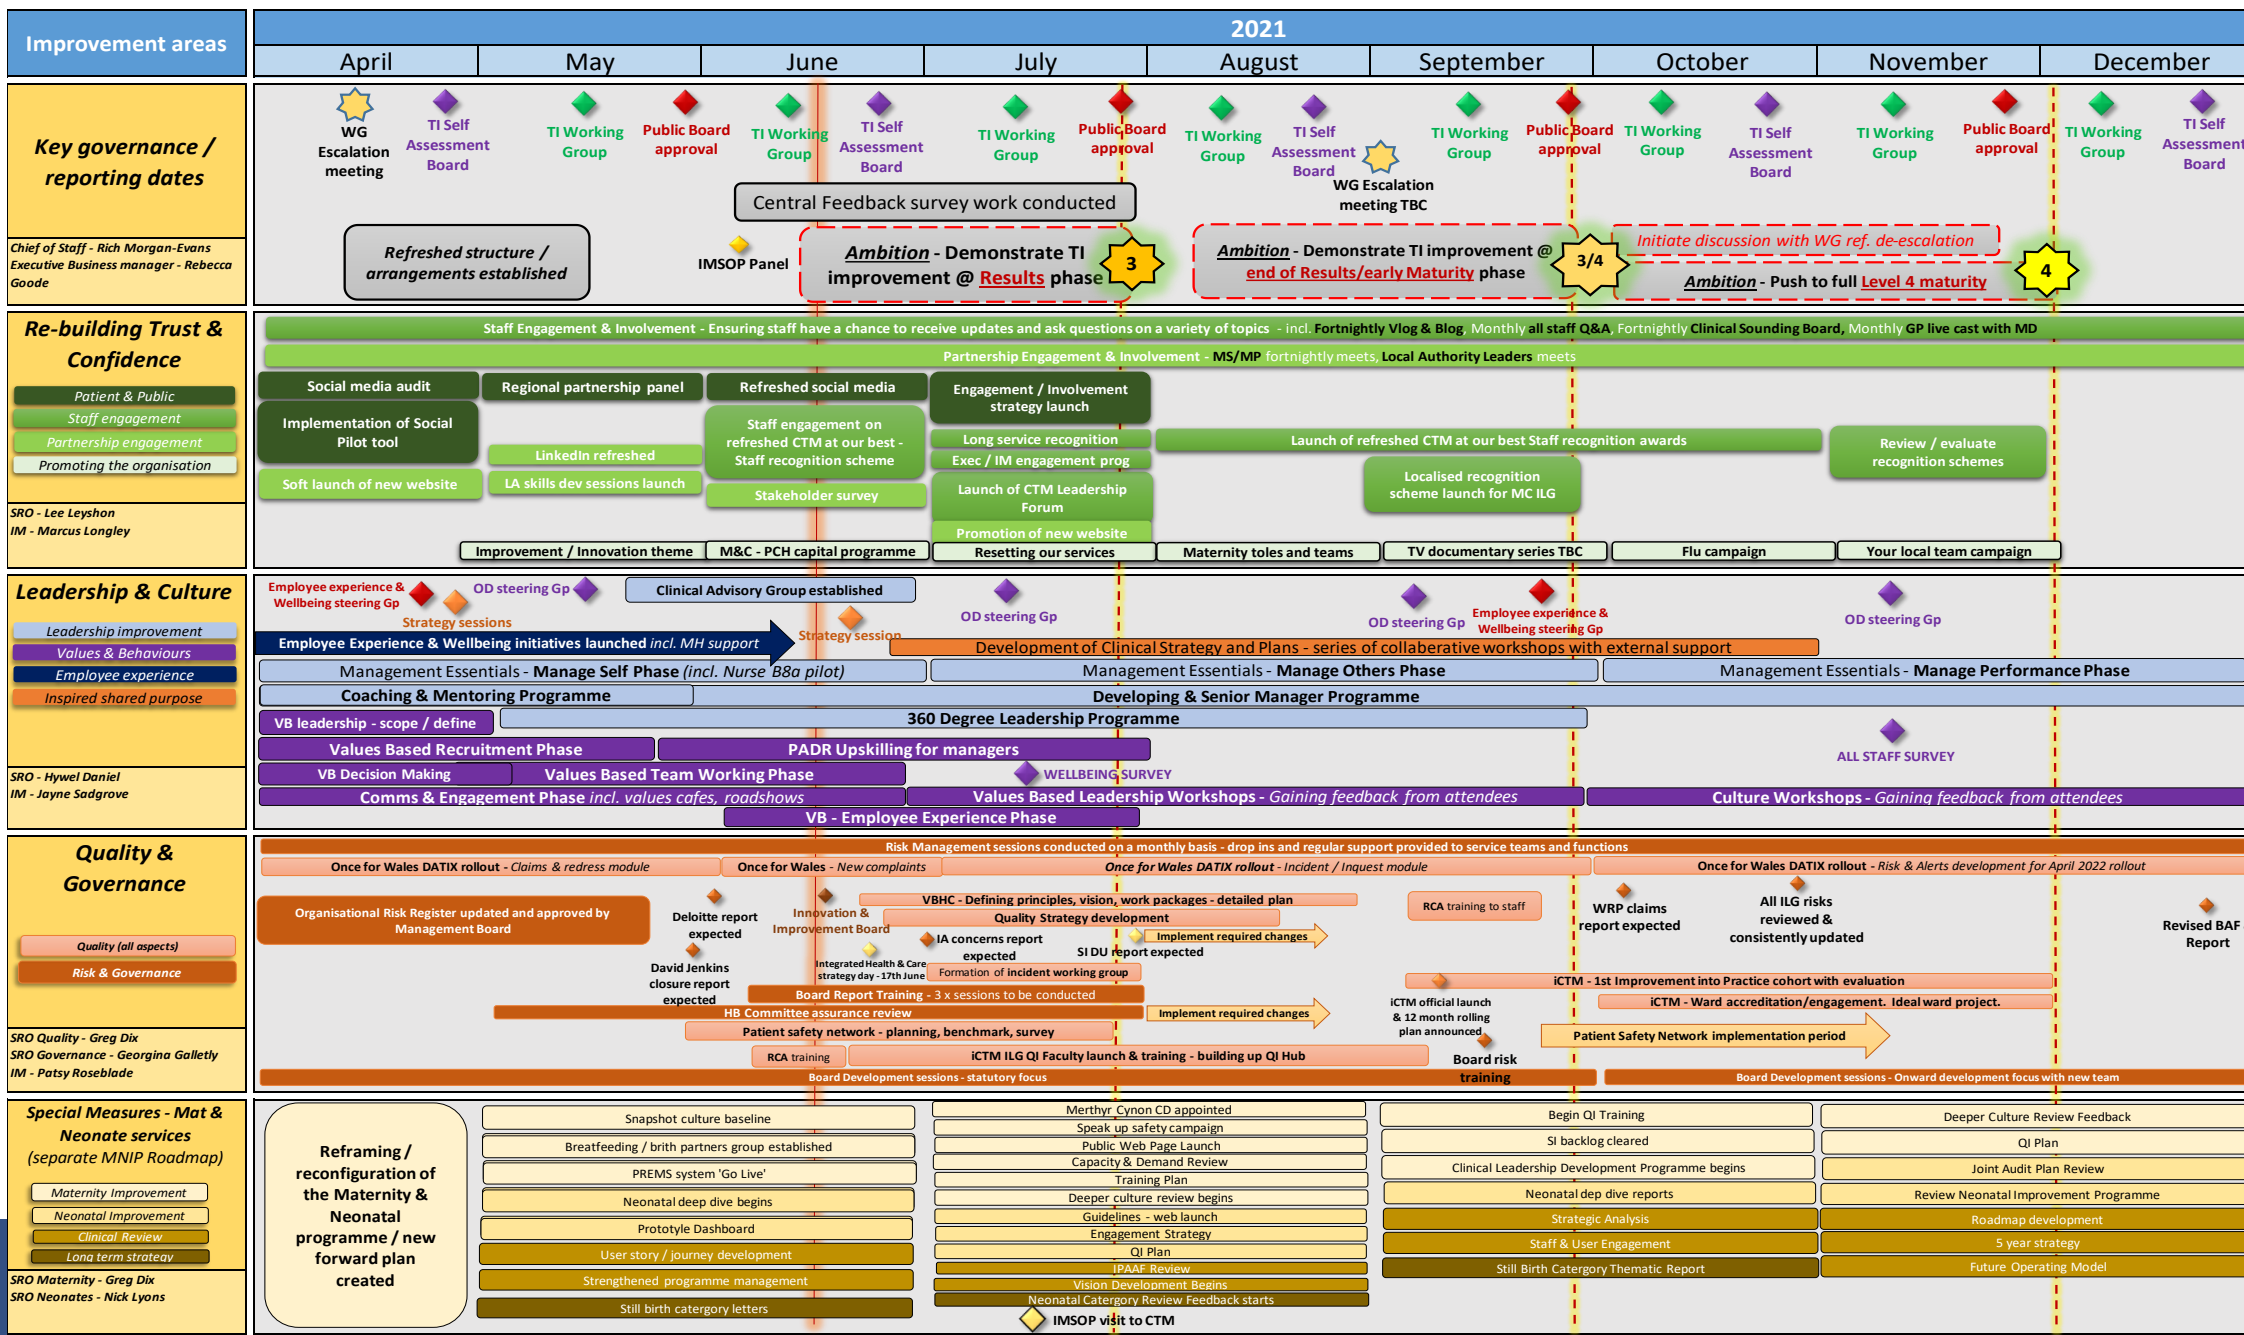 Improvement areas
2021
April
May
June
July
August
September
October
November
December
Key governance /
reporting dates
Chief of Staff - Rich Morgan-Evans
Executive Business manager - Rebecca
Goode
WG
Escalation
meeting
TI Self
Assessment
Board
TI Working
Group
Public Board
approval
TI Working
Group
TI Self
Assessment
Board
TI Working
Group
Public Board
approval
TI Working
Group
TI Self
Assessment
Board
WG Escalation
meeting TBC
TI Working
Group
Public Board
approval
TI Working
Group
TI Self
Assessment
Board
TI Working
Group
Public Board
approval
TI Working
Group
TI Self
Assessment
Board
Central Feedback survey work conducted
Refreshed structure /
arrangements established
IMSOP Panel
Ambition - Demonstrate TI
improvement @ Results phase
3
Ambition - Demonstrate TI improvement @
end of Results/early Maturity phase
3/4
Initiate discussion with WG ref. de-escalation
Ambition - Push to full Level 4 maturity
4
Re-building Trust &
Confidence
Patient & Public
Staff engagement
Partnership engagement
Promoting the organisation
SRO - Lee Leyshon
IM - Marcus Longley
Staff Engagement & Involvement - Ensuring staff have a chance to receive updates and ask questions on a variety of topics - incl. Fortnightly Vlog & Blog, Monthly all staff Q&A, Fortnightly Clinical Sounding Board, Monthly GP live cast with MD
Partnership Engagement & Involvement - MS/MP fortnightly meets, Local Authority Leaders meets
Social media audit
Regional partnership panel
Refreshed social media
Engagement / Involvement
strategy launch
Implementation of Social
Pilot tool
Staff engagement on
refreshed CTM at our best -
Staff recognition scheme
Long service recognition
Launch of refreshed CTM at our best Staff recognition awards
Review / evaluate
recognition schemes
LinkedIn refreshed
Exec / IM engagement prog
Localised recognition
scheme launch for MC ILG
Soft launch of new website
LA skills dev sessions launch
Stakeholder survey
Launch of CTM Leadership
Forum
Promotion of new website
Improvement / Innovation theme
M&C - PCH capital programme
Resetting our services
Maternity toles and teams
TV documentary series TBC
Flu campaign
Your local team campaign
Leadership & Culture
Leadership improvement
Values & Behaviours
Employee experience
Inspired shared purpose
SRO - Hywel Daniel
IM - Jayne Sadgrove
Employee experience &
Wellbeing steering Gp
Strategy sessions
OD steering Gp
Clinical Advisory Group established
Strategy session
OD steering Gp
OD steering Gp
Employee experience &
Wellbeing steering Gp
OD steering Gp
Employee Experience & Wellbeing initiatives launched incl. MH support
Development of Clinical Strategy and Plans - series of collaberative workshops with external support
Management Essentials - Manage Self Phase (incl. Nurse B8a pilot)
Management Essentials - Manage Others Phase
Management Essentials - Manage Performance Phase
Coaching & Mentoring Programme
Developing & Senior Manager Programme
VB leadership - scope / define
360 Degree Leadership Programme
Values Based Recruitment Phase
PADR Upskilling for managers
ALL STAFF SURVEY
VB Decision Making
Values Based Team Working Phase
WELLBEING SURVEY
Comms & Engagement Phase incl. values cafes, roadshows
Values Based Leadership Workshops - Gaining feedback from attendees
Culture Workshops - Gaining feedback from attendees
VB - Employee Experience Phase
Quality &
Governance
Quality (all aspects)
Risk & Governance
SRO Quality - Greg Dix
SRO Governance - Georgina Galletly
IM - Patsy Roseblade
Risk Management sessions conducted on a monthly basis - drop ins and regular support provided to service teams and functions
Once for Wales DATIX rollout - Claims & redress module
Once for Wales - New complaints
Once for Wales DATIX rollout - Incident / Inquest module
Once for Wales DATIX rollout - Risk & Alerts development for April 2022 rollout
Organisational Risk Register updated and approved by
Management Board
Deloitte report
expected
Innovation &
Improvement Board
VBHC - Defining principles, vision, work packages - detailed plan
Quality Strategy development
RCA training to staff
WRP claims
report expected
All ILG risks
reviewed &
consistently updated
Revised BAF
Report
David Jenkins
closure report
expected
Integrated Health & Care
strategy day - 17th June
IA concerns report
expected
SI DU report expected
Implement required changes
Formation of incident working group
Board Report Training - 3 x sessions to be conducted
HB Committee assurance review
Implement required changes
iCTM official launch
& 12 month rolling
plan announced
iCTM - 1st Improvement into Practice cohort with evaluation
iCTM - Ward accreditation/engagement. Ideal ward project.
Patient safety network - planning, benchmark, survey
Patient Safety Network implementation period
RCA training
iCTM ILG QI Faculty launch & training - building up QI Hub
Board risk
training
Board Development sessions - statutory focus
Board Development sessions - Onward development focus with new team
Special Measures - Mat &
Neonate services
(separate MNIP Roadmap)
Maternity Improvement
Neonatal Improvement
Clinical Review
Long term strategy
SRO Maternity - Greg Dix
SRO Neonates - Nick Lyons
Reframing /
reconfiguration of
the Maternity &
Neonatal
programme / new
forward plan
created
Snapshot culture baseline
Breatfeeding / brith partners group established
PREMS system 'Go Live'
Neonatal deep dive begins
Prototyle Dashboard
User story / journey development
Strengthened programme management
Still birth catergory letters
Merthyr Cynon CD appointed
Speak up safety campaign
Public Web Page Launch
Capacity & Demand Review
Training Plan
Deeper culture review begins
Guidelines - web launch
Engagement Strategy
QI Plan
IPAAF Review
Vision Development Begins
Neonatal Catergory Review Feedback starts
IMSOP visit to CTM
Begin QI Training
SI backlog cleared
Clinical Leadership Development Programme begins
Neonatal dep dive reports
Strategic Analysis
Staff & User Engagement
Still Birth Catergory Thematic Report
Deeper Culture Review Feedback
QI Plan
Joint Audit Plan Review
Review Neonatal Improvement Programme
Roadmap development
5 year strategy
Future Operating Model